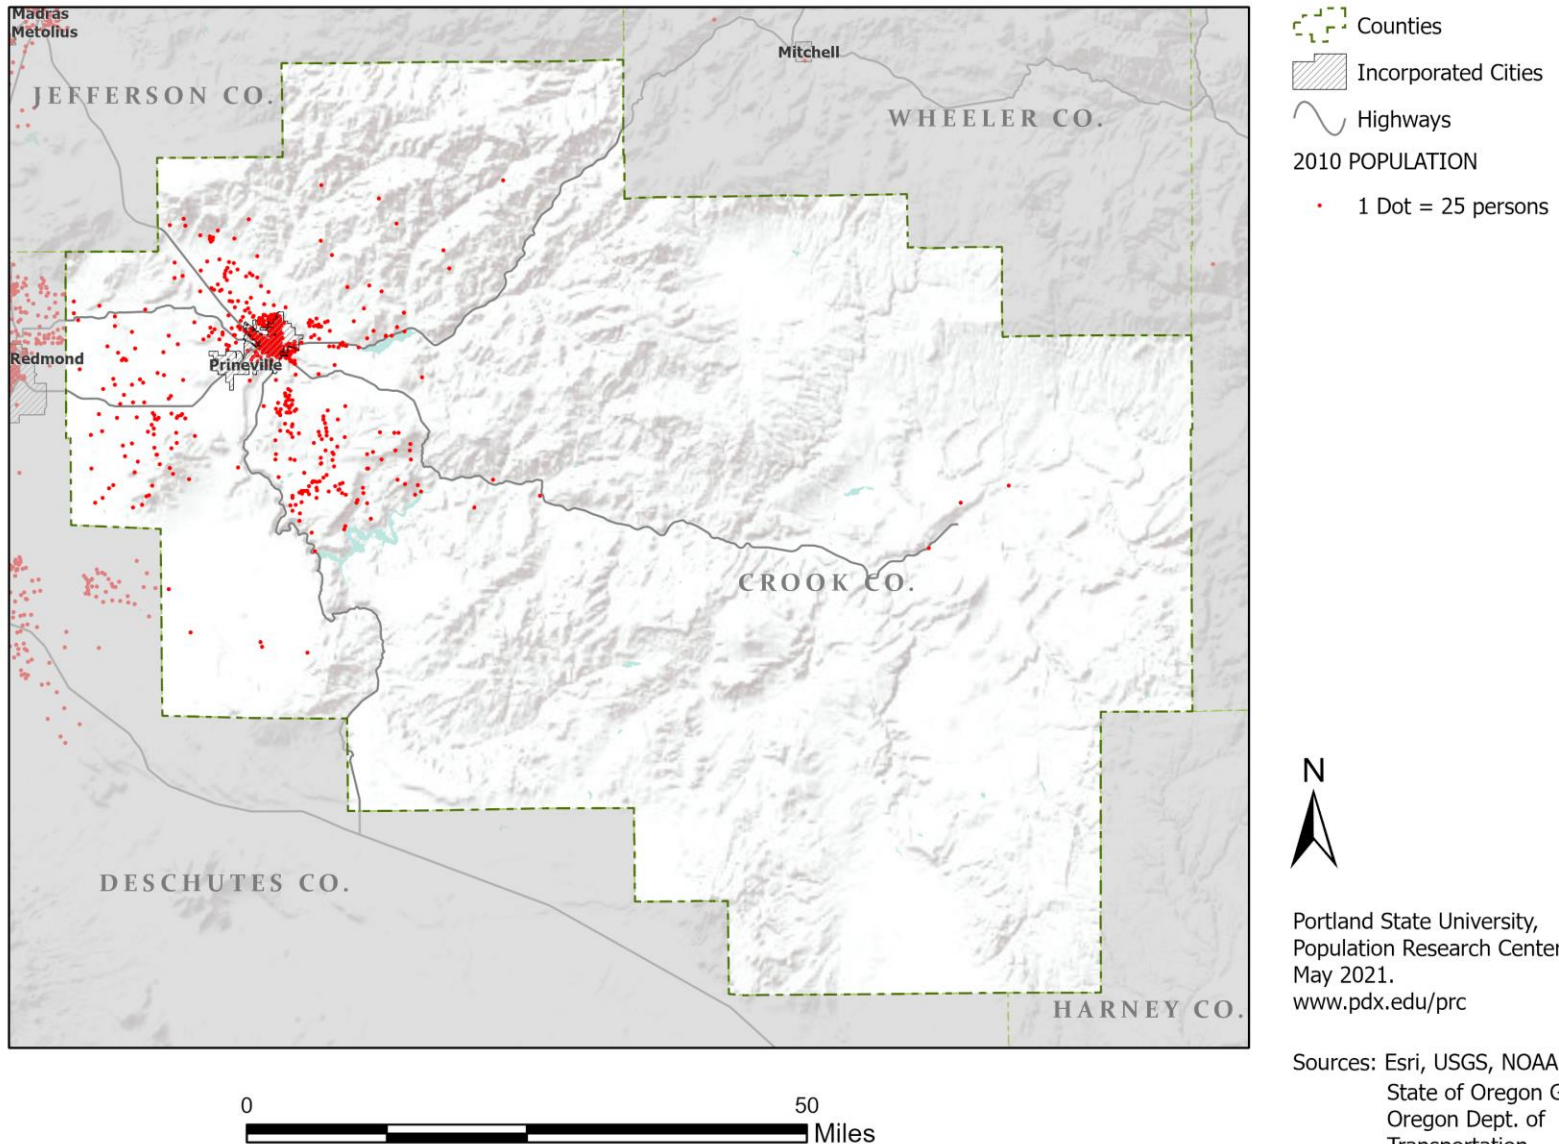 Madras
Metolius
Mitchell
JEFFERSON CO.
WHEELER CO.
Redmond
Prineville
CROOK CO.
DESCHUTES CO.
HARNEY CO.
0 50
Miles
Counties
Incorporated Cities
Highways
2010 POPULATION
1 Dot = 25 persons
N
Portland State University,
Population Research Center
May 2021.
www.pdx.edu/prc
Sources: Esri, USGS, NOAA
State of Oregon G
Oregon Dept. of
Transportation